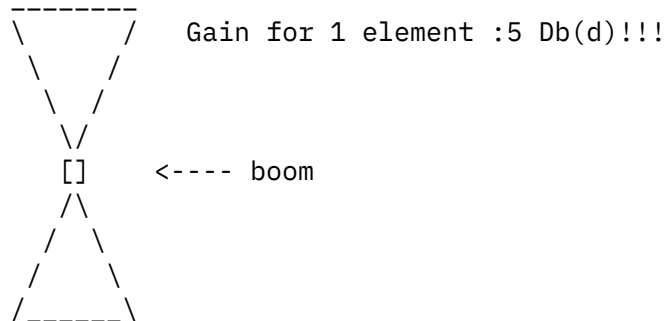 Gain for 1 element :5 Db(d)!!!
[] <---- boom